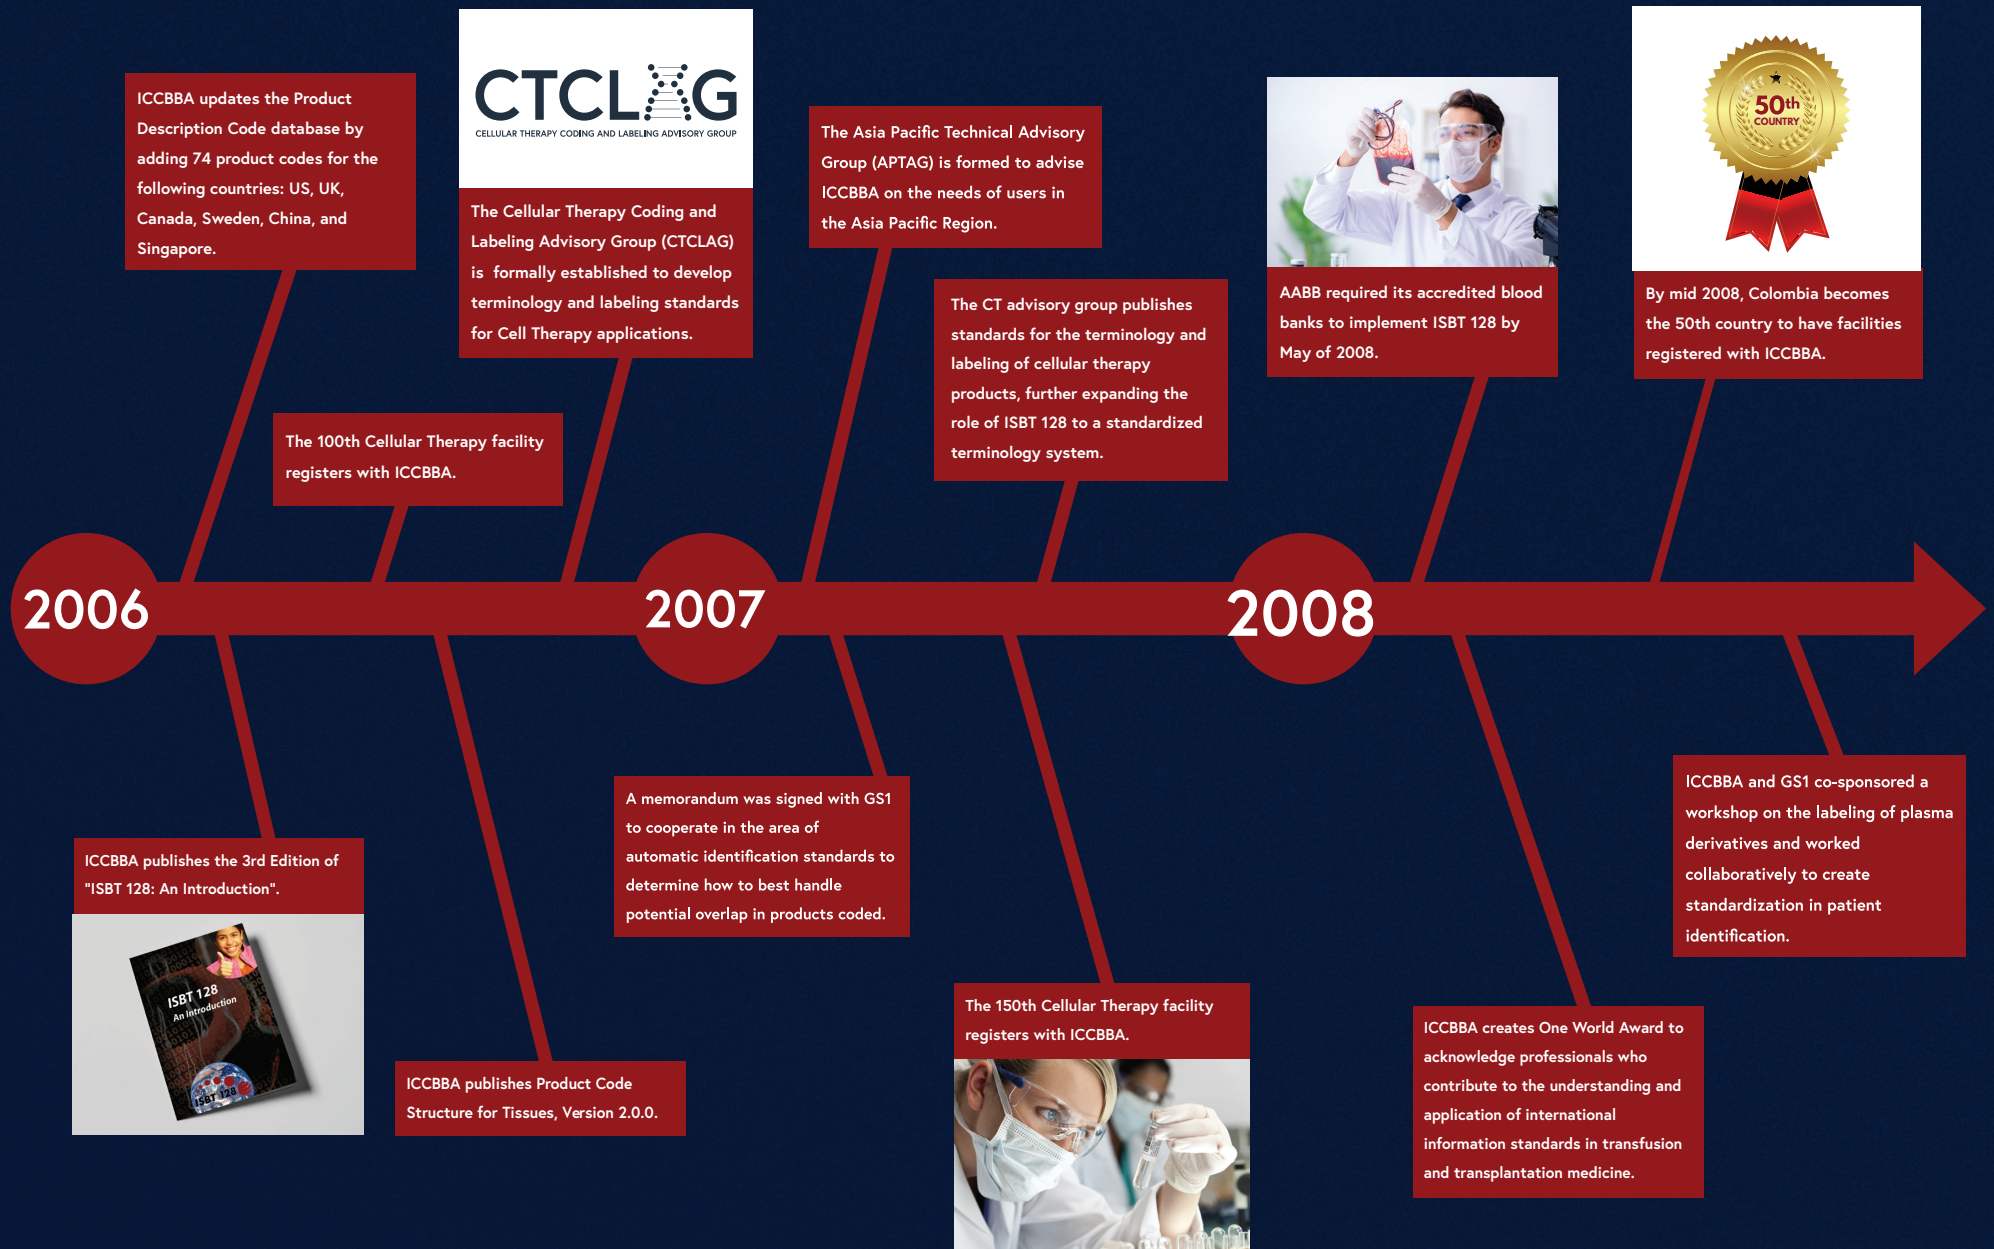 ICCBBA updates the Product
Description Code database by
adding 74 product codes for the
following countries: US, UK,
Canada, Sweden, China, and
Singapore.
CTCLAG
CELLULAR THERAPY CODING AND LABELING ADVISORY GROUP
The Cellular Therapy Coding and
Labeling Advisory Group (CTCLAG)
is formally established to develop
terminology and labeling standards
for Cell Therapy applications.
The Asia Pacific Technical Advisory
Group (APTAG) is formed to advise
ICCBBA on the needs of users in
the Asia Pacific Region.
The CT advisory group publishes
standards for the terminology and
labeling of cellular therapy
products, further expanding the
role of ISBT 128 to a standardized
terminology system.
AABB required its accredited blood
banks to implement ISBT 128 by
May of 2008.
50th
COUNTRY
By mid 2008, Colombia becomes
the 50th country to have facilities
registered with ICCBBA.
The 100th Cellular Therapy facility
registers with ICCBBA.
2006
2007
2008
ICCBBA publishes the 3rd Edition of
"ISBT 128: An Introduction".
ISBT 128
An Introduction
ISBT 128
ICCBBA publishes Product Code
Structure for Tissues, Version 2.0.0.
A memorandum was signed with GS1
to cooperate in the area of
automatic identification standards to
determine how to best handle
potential overlap in products coded.
The 150th Cellular Therapy facility
registers with ICCBBA.
ICCBBA creates One World Award to
acknowledge professionals who
contribute to the understanding and
application of international
information standards in transfusion
and transplantation medicine.
ICCBBA and GS1 co-sponsored a
workshop on the labeling of plasma
derivatives and worked
collaboratively to create
standardization in patient
identification.